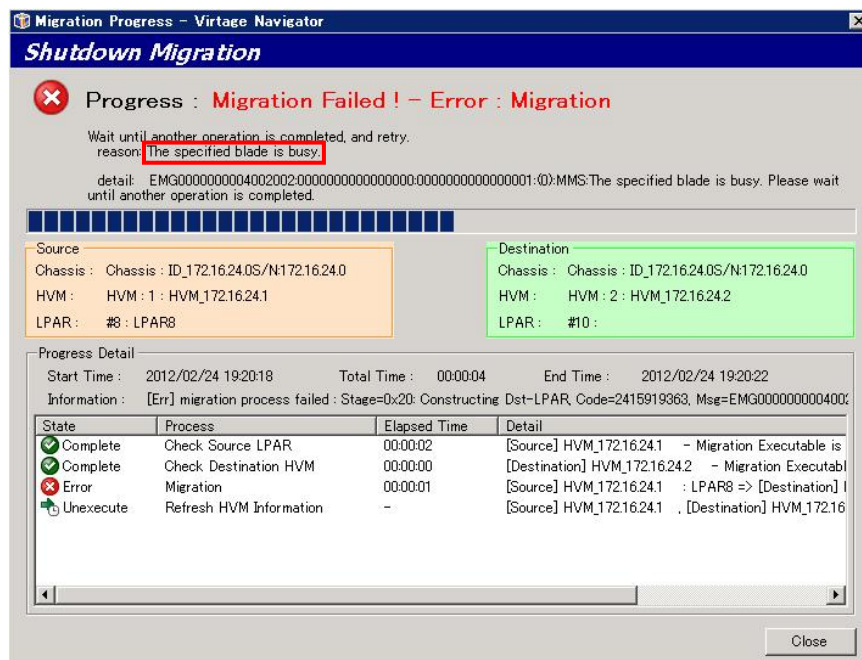 Migration Progress - Virtage Navigator
Shutdown Migration
Progress : Migration Failed ! - Error : Migration
Wait until another operation is completed, and retry.
reason: The specified blade is busy.
detail: EMG0000000004002002:0000000000000000:0000000000000001:(0):MMS:The specified blade is busy. Please wait
until another operation is completed.
Source
Chassis : Chassis : ID_172.16.24.0S/N:172.16.24.0
HVM : HVM : 1 : HVM_172.16.24.1
LPAR : #8 : LPAR8
Destination
Chassis : Chassis : ID_172.16.24.0S/N:172.16.24.0
HVM : HVM : 2 : HVM_172.16.24.2
LPAR : #10 :
Progress Detail
Start Time : 2012/02/24 19:20:18 Total Time : 00:00:04 End Time : 2012/02/24 19:20:22
Information : [Err] migration process failed : Stage=0x20: Constructing Dst-LPAR, Code=2415919363, Msg=EMG0000000004002
State Process Elapsed Time Detail
Complete Check Source LPAR 00:00:02 [Source] HVM_172.16.24.1 - Migration Executable is
Complete Check Destination HVM 00:00:00 [Destination] HVM_172.16.24.2 - Migration Executabl
Error Migration 00:00:01 [Source] HVM_172.16.24.1 : LPAR8 => [Destination]
Unexecute Refresh HVM Information - [Source] HVM_172.16.24.1 , [Destination] HVM_172.16
Close